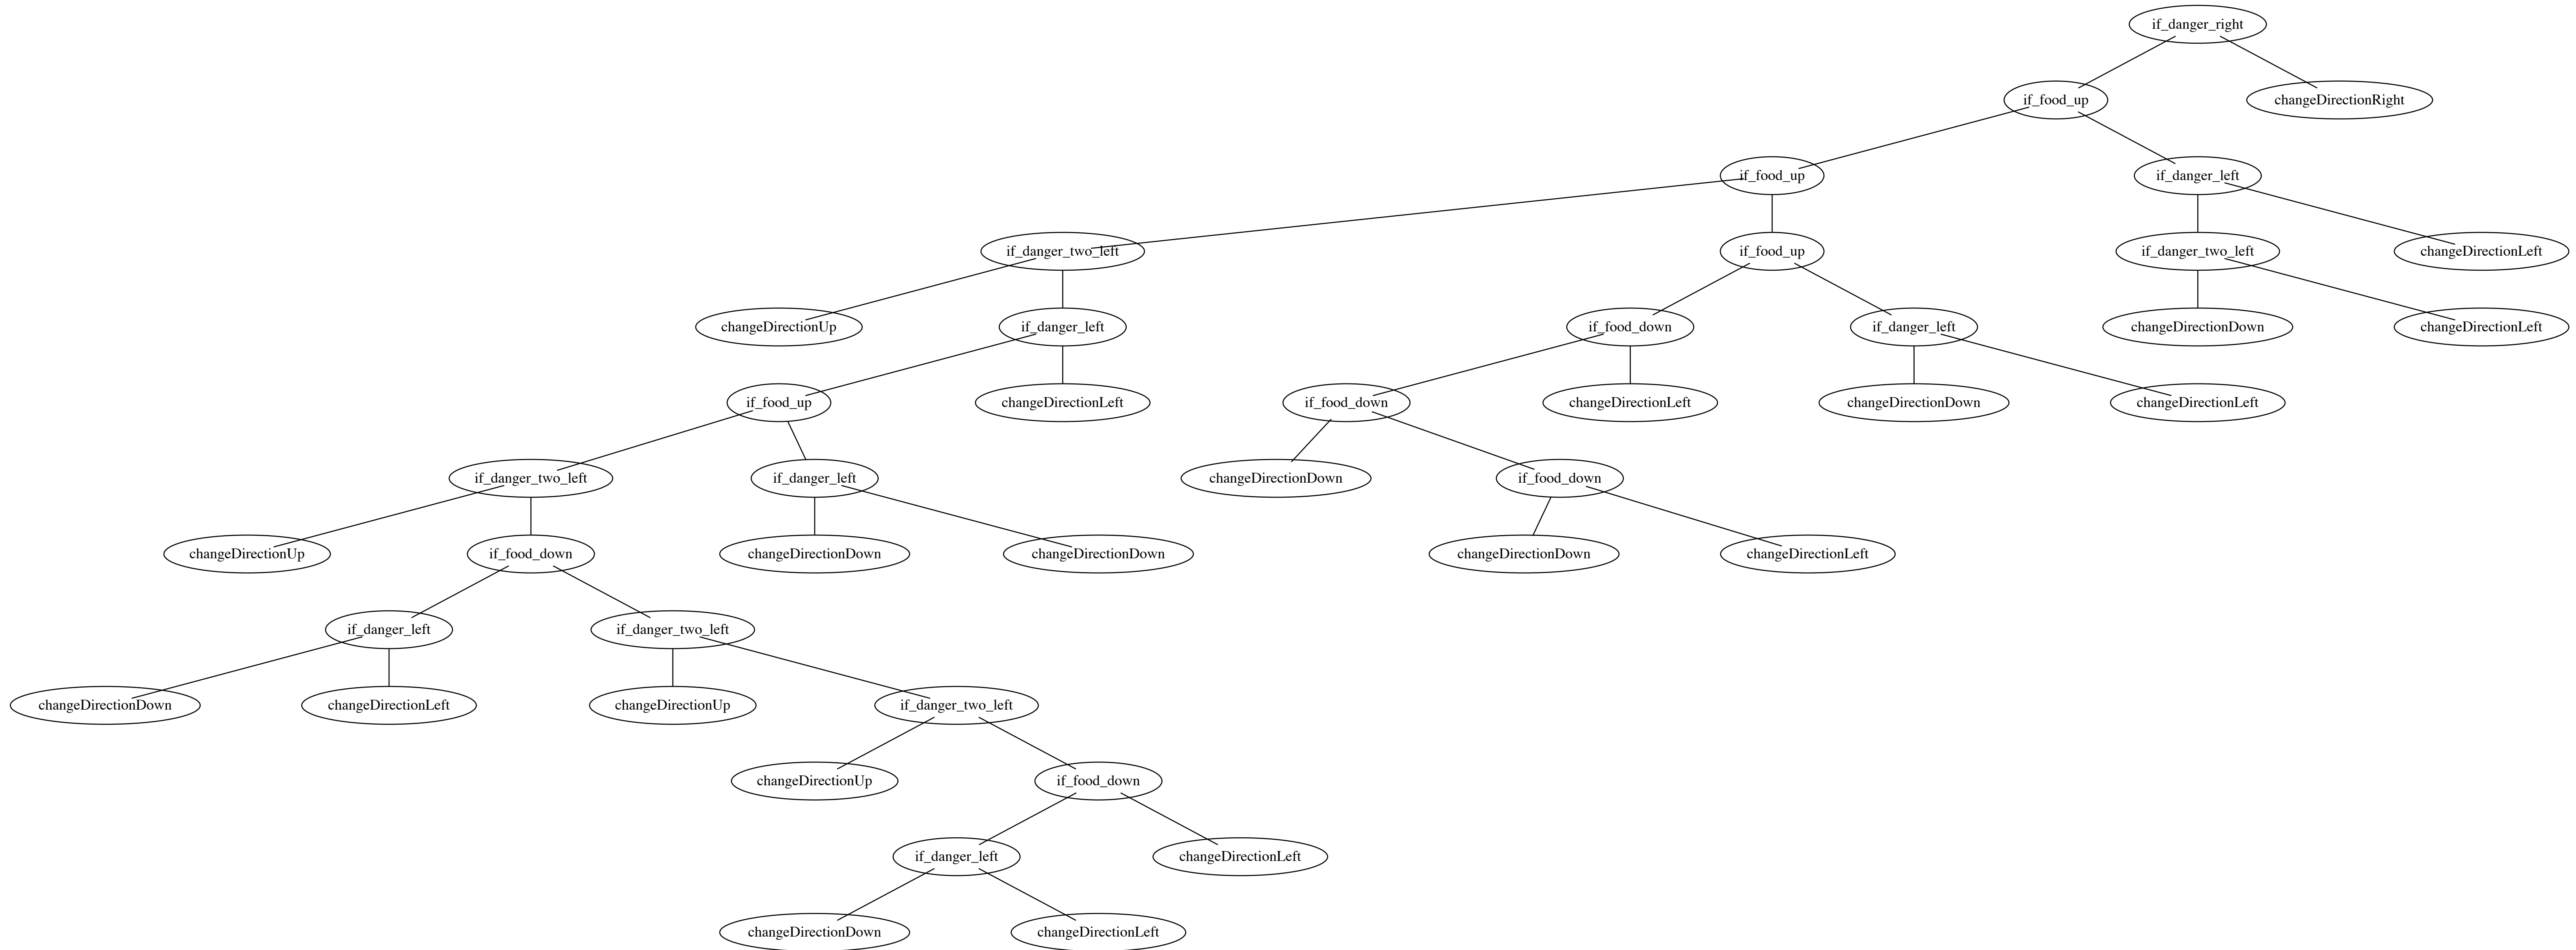 if_danger_right
if_food_up
changeDirectionRight
if_food_up
if_danger_left
if_danger_two_left
if_food_up
if_danger_two_left
changeDirectionLeft
changeDirectionUp
if_danger_left
if_food_down
if_danger_left
changeDirectionDown
changeDirectionLeft
if_food_up
changeDirectionLeft
if_food_down
changeDirectionLeft
changeDirectionDown
changeDirectionLeft
if_danger_two_left
if_danger_left
changeDirectionDown
if_food_down
changeDirectionUp
if_food_down
changeDirectionDown
changeDirectionDown
changeDirectionDown
changeDirectionLeft
if_danger_left
if_danger_two_left
changeDirectionDown
changeDirectionLeft
changeDirectionUp
if_danger_two_left
changeDirectionUp
if_food_down
if_danger_left
changeDirectionLeft
changeDirectionDown
changeDirectionLeft